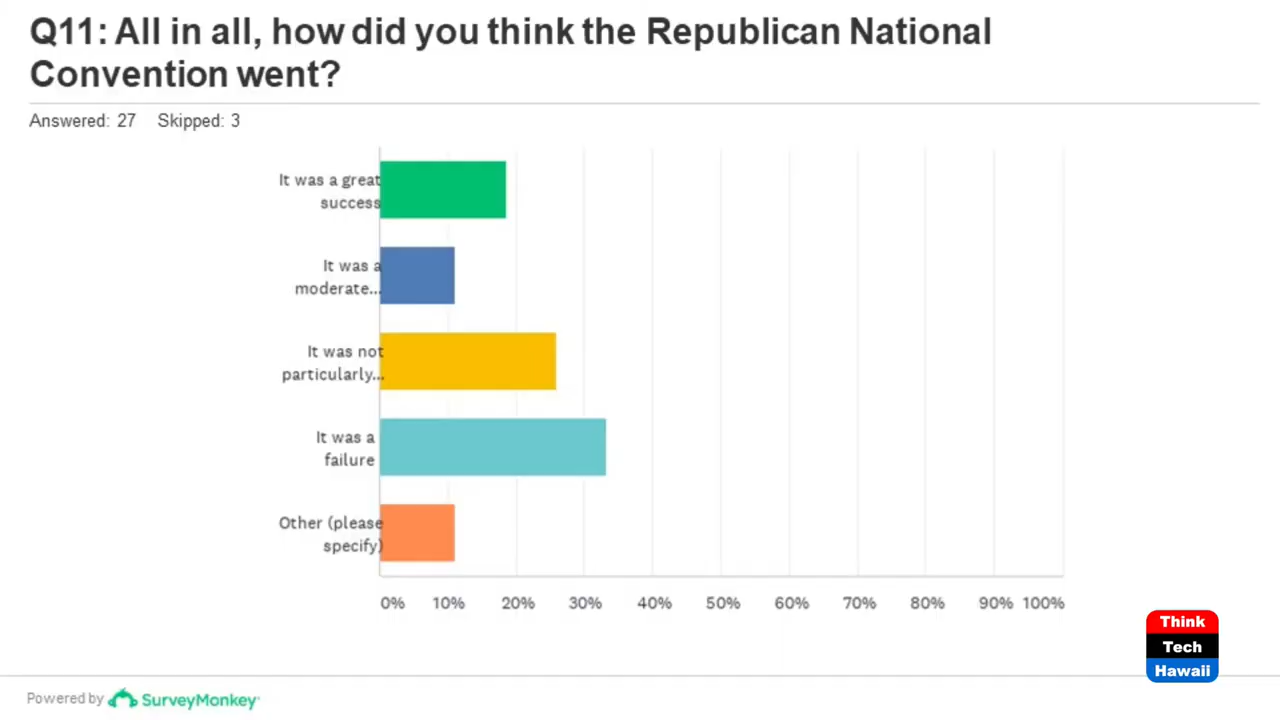 Q11: All in all, how did you think the Republican National
Convention went?
Answered: 27 Skipped: 3
It was a great
success
It was a
moderate...
It was not
particularly...
It was a
failure
Other (please
specify)
0% 10% 20% 30% 40% 50% 60% 70% 80% 90% 100%
Think
Tech
Hawaii
Powered by SurveyMonkey